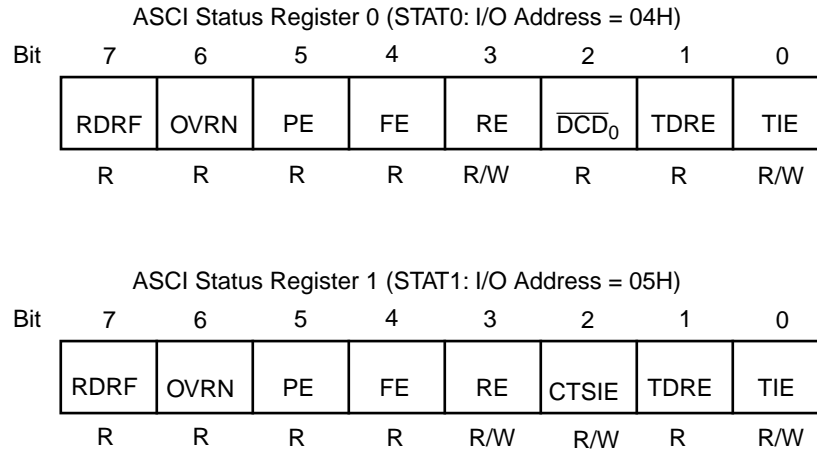 ASCI Status Register 0 (STAT0: I/O Address = 04H)
Bit 7 6 5 4 3 2 1 0
RDRF OVRN PE FE RE D̅C̅D̅₀ TDRE TIE
R R R R R/W R R R/W
ASCI Status Register 1 (STAT1: I/O Address = 05H)
Bit 7 6 5 4 3 2 1 0
RDRF OVRN PE FE RE CTSIE TDRE TIE
R R R R R/W R/W R R/W